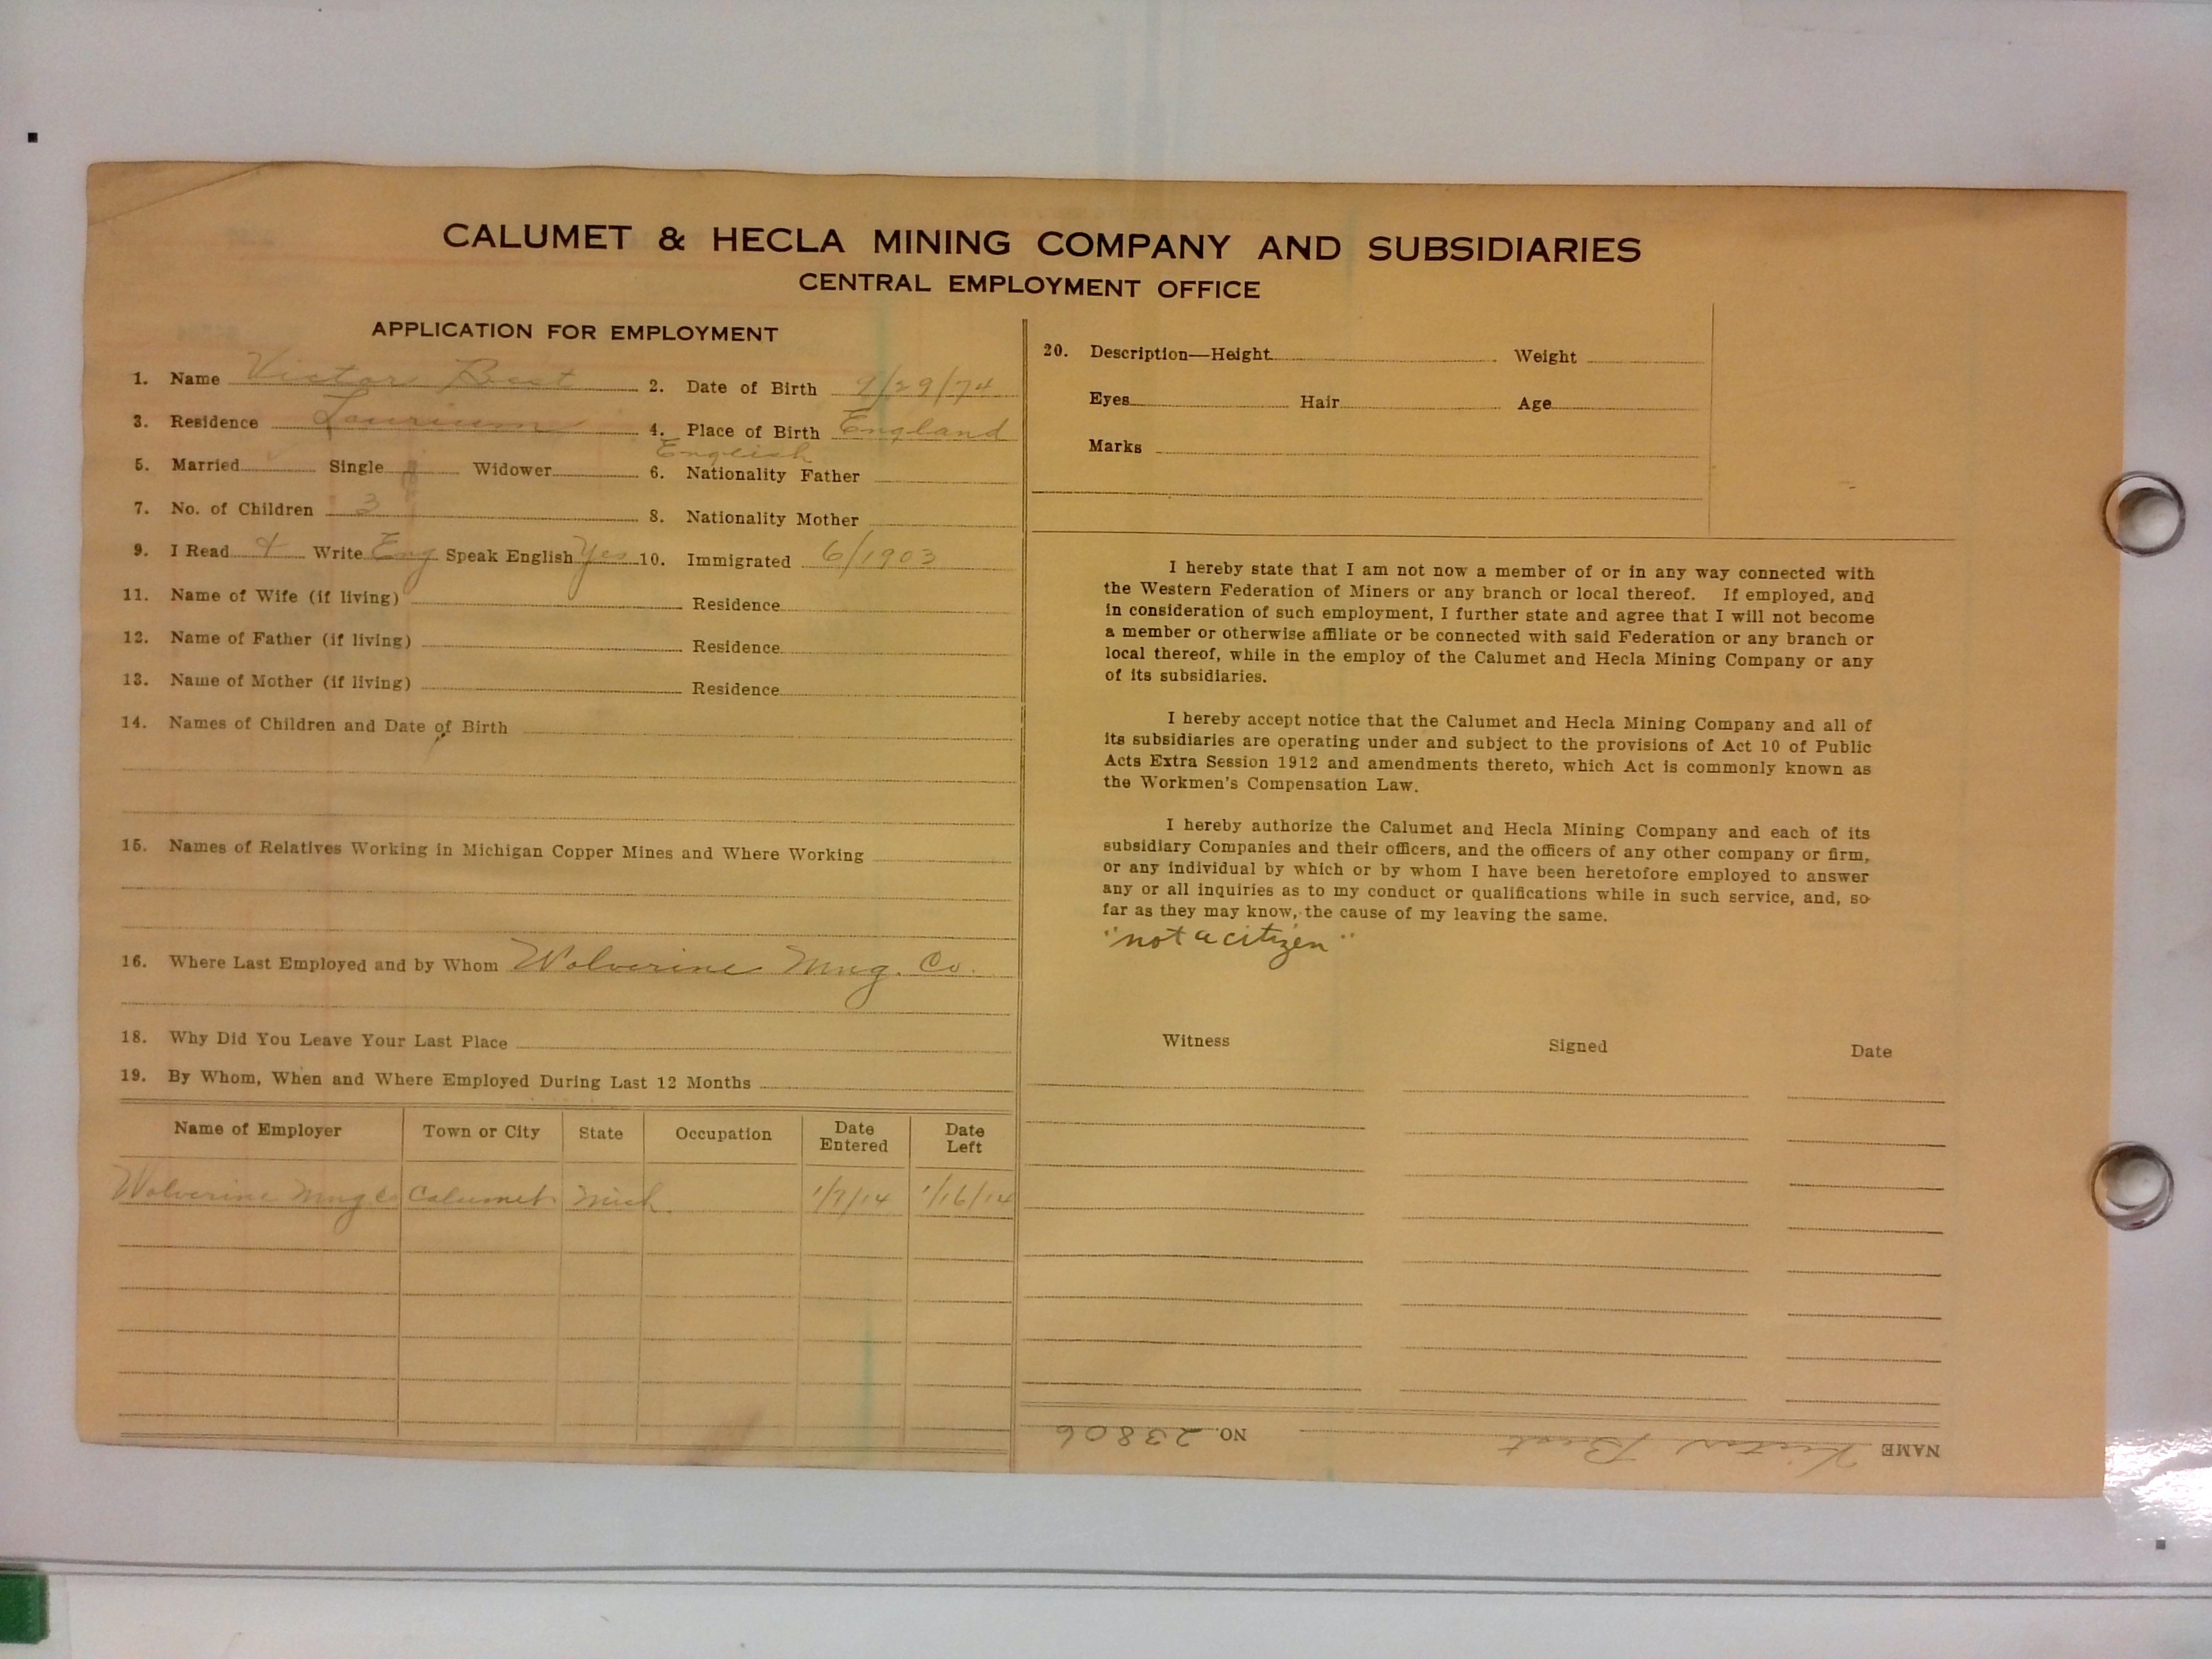 CALUMET & HECLA MINING COMPANY AND SUBSIDIARIES
CENTRAL EMPLOYMENT OFFICE
APPLICATION FOR EMPLOYMENT
1. Name Victor 2. Date of Birth /29/74
3. Residence Laurium 4. Place of Birth England
English
5. Married Single Widower 6. Nationality Father
7. No. of Children 3 8. Nationality Mother
9. I Read + Write Eng Speak English Yes 10. Immigrated 6/1903
11. Name of Wife (if living) Residence
12. Name of Father (if living) Residence
13. Name of Mother (if living) Residence
14. Names of Children and Date of Birth
15. Names of Relatives Working in Michigan Copper Mines and Where Working
16. Where Last Employed and by Whom Wolverine Mng. Co.
18. Why Did You Leave Your Last Place
19. By Whom, When and Where Employed During Last 12 Months
Name of Employer Town or City State Occupation Date Entered Date Left
Wolverine Mng. Co Calumet Mich. 1/7/14 1/16/14
20. Description—Height Weight
Eyes Hair Age
Marks
I hereby state that I am not now a member of or in any way connected with
the Western Federation of Miners or any branch or local thereof. If employed, and
in consideration of such employment, I further state and agree that I will not become
a member or otherwise affiliate or be connected with said Federation or any branch or
local thereof, while in the employ of the Calumet and Hecla Mining Company or any
of its subsidiaries.
I hereby accept notice that the Calumet and Hecla Mining Company and all of
its subsidiaries are operating under and subject to the provisions of Act 10 of Public
Acts Extra Session 1912 and amendments thereto, which Act is commonly known as
the Workmen's Compensation Law.
I hereby authorize the Calumet and Hecla Mining Company and each of its
subsidiary Companies and their officers, and the officers of any other company or firm,
or any individual by which or by whom I have been heretofore employed to answer
any or all inquiries as to my conduct or qualifications while in such service, and, so
far as they may know, the cause of my leaving the same.
"not a citizen"
Witness Signed Date
NAME Victor NO. 23806